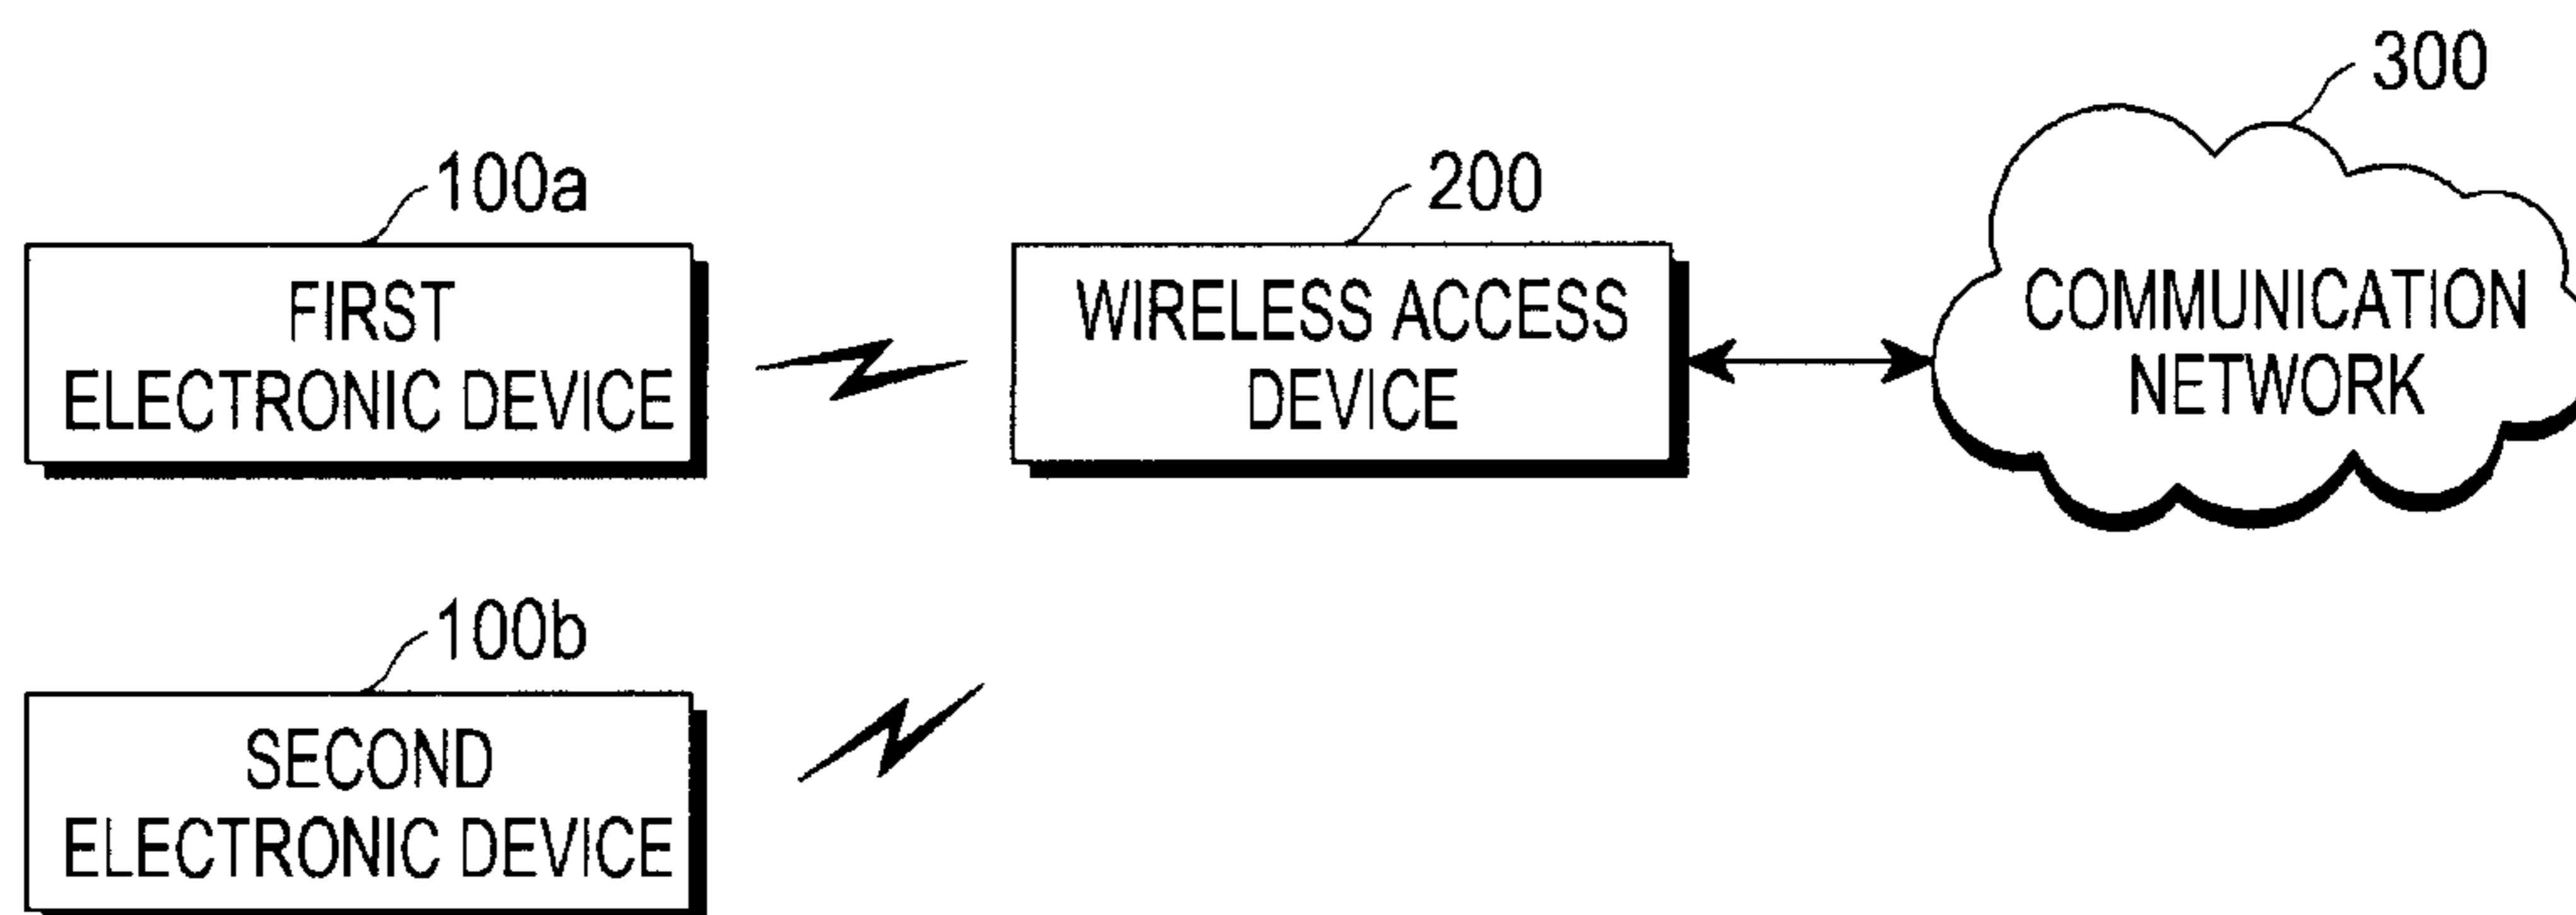 300
100a
200
FIRST
ELECTRONIC DEVICE
WIRELESS ACCESS
DEVICE
COMMUNICATION
NETWORK
100b
SECOND
ELECTRONIC DEVICE